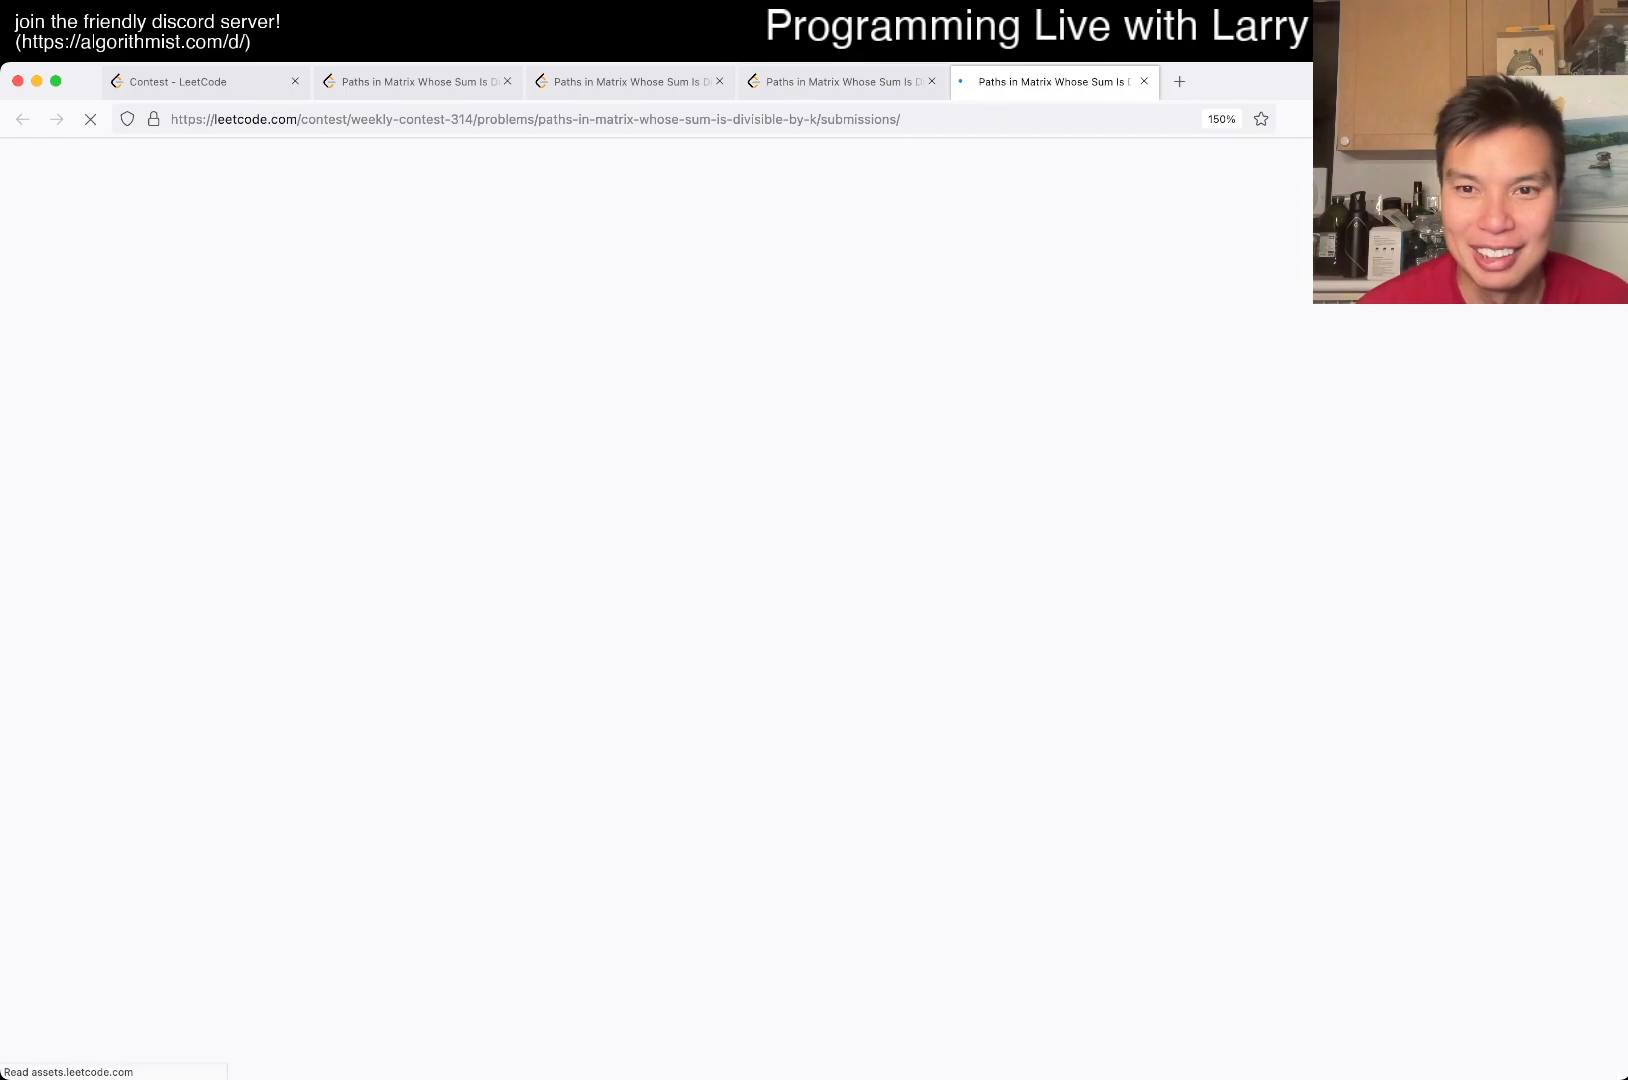 join the friendly discord server!
(https://algorithmist.com/d/)
Programming Live with Larry
Contest - LeetCode
Paths in Matrix Whose Sum Is D
Paths in Matrix Whose Sum Is D
Paths in Matrix Whose Sum Is D
Paths in Matrix Whose Sum Is D
https://leetcode.com/contest/weekly-contest-314/problems/paths-in-matrix-whose-sum-is-divisible-by-k/submissions/
150%
Read assets.leetcode.com